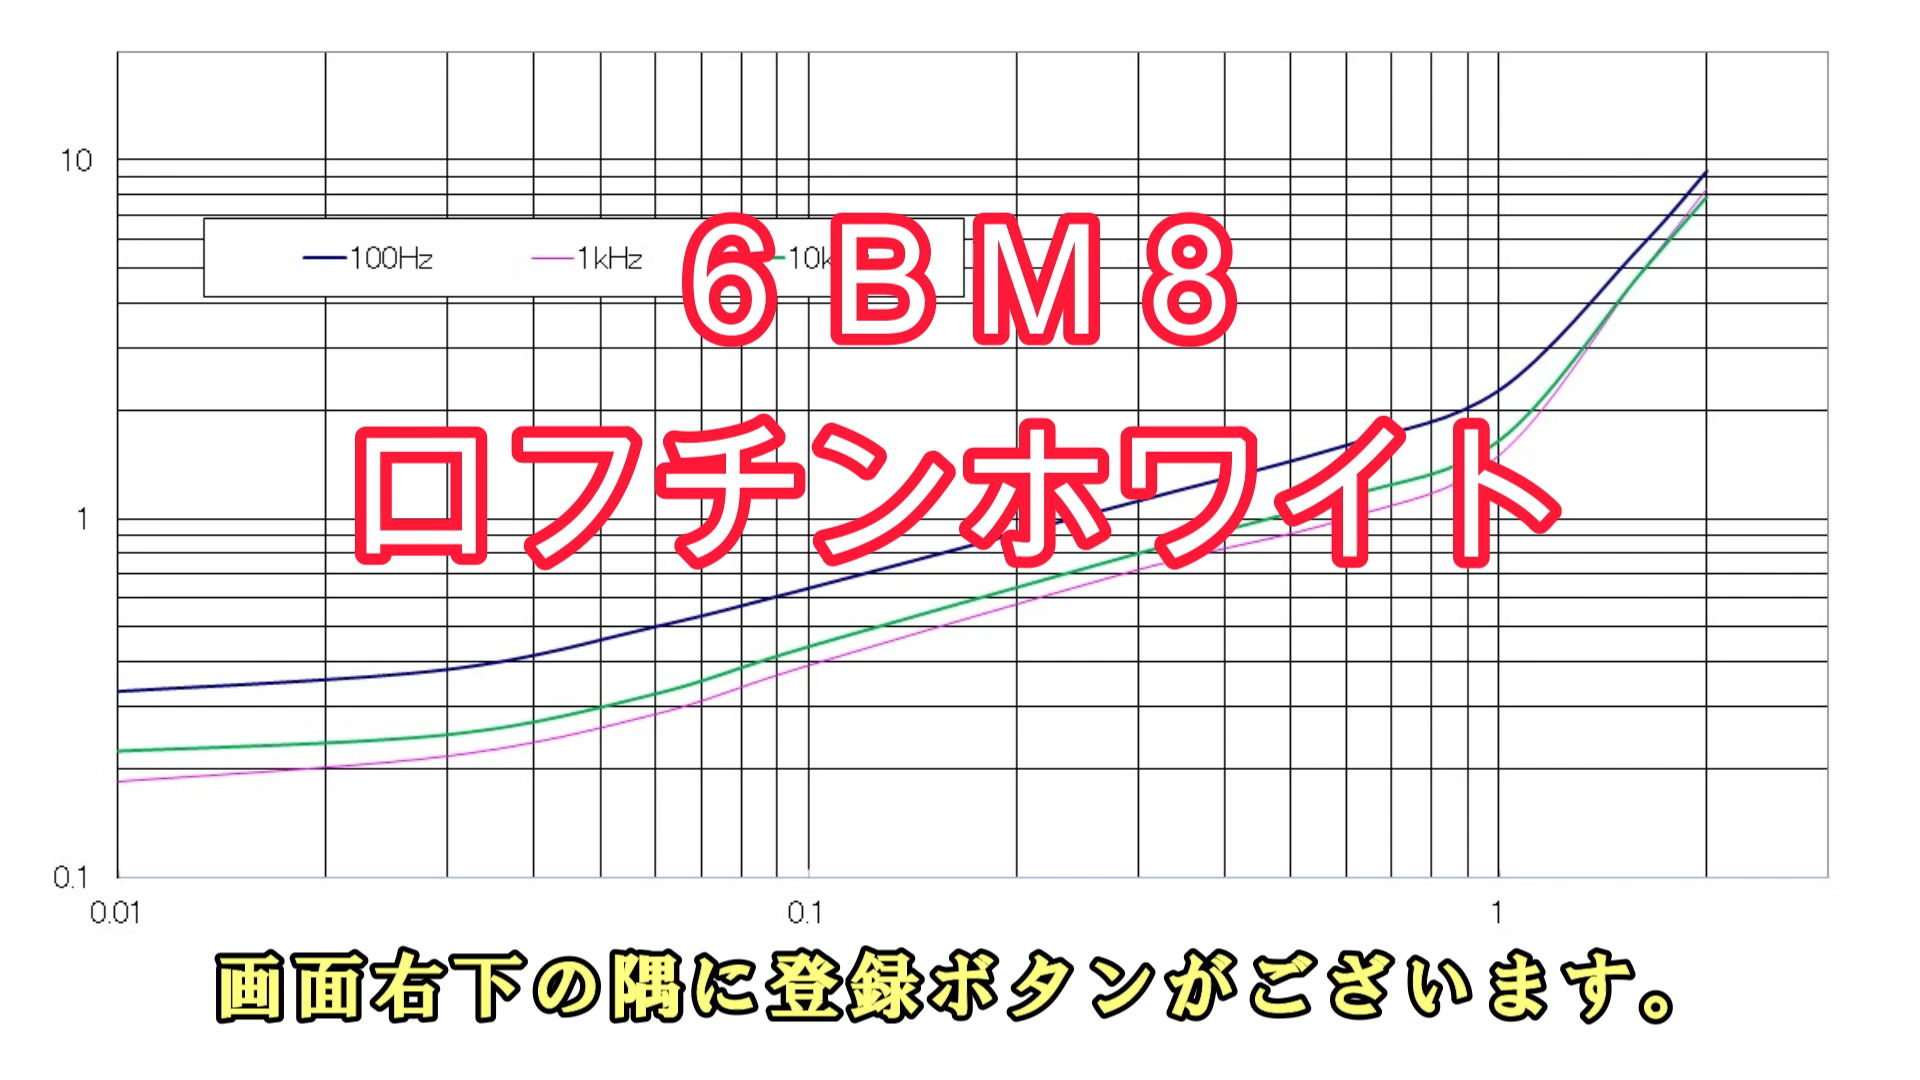 10
100Hz 1kHz 10k
６ＢＭ８
ロフチンホワイト
1
0.1
0.01 0.1 1
画面右下の隅に登録ボタンがございます。